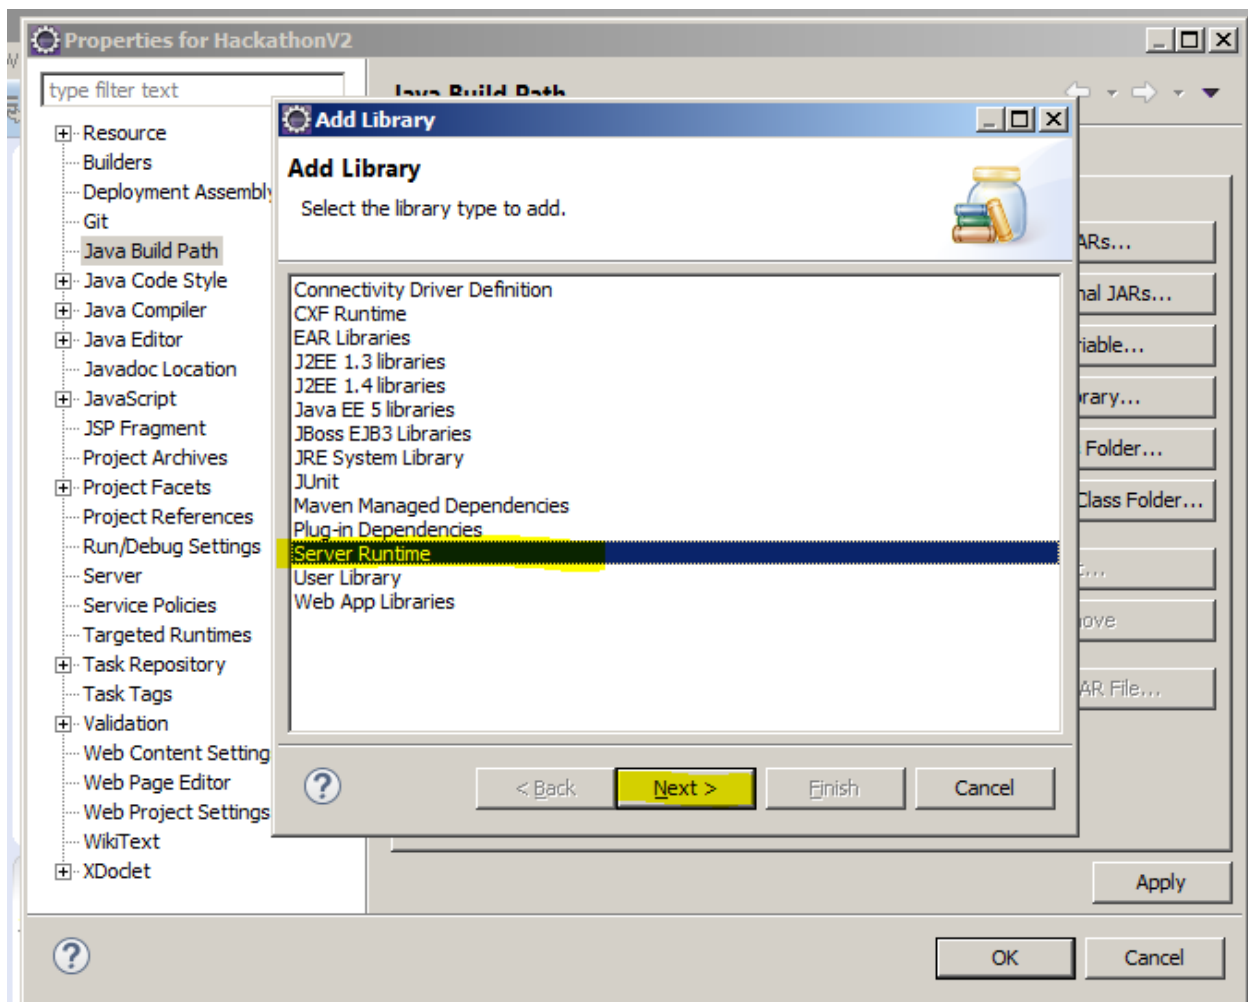 Properties for HackathonV2
type filter text
Java Build Path
Resource
Builders
Deployment Assembly
Git
Java Build Path
Java Code Style
Java Compiler
Java Editor
Javadoc Location
JavaScript
JSP Fragment
Project Archives
Project Facets
Project References
Run/Debug Settings
Server
Service Policies
Targeted Runtimes
Task Repository
Task Tags
Validation
Web Content Setting
Web Page Editor
Web Project Settings
WikiText
XDoclet
Add Library
Add Library
Select the library type to add.
Connectivity Driver Definition
CXF Runtime
EAR Libraries
J2EE 1.3 libraries
J2EE 1.4 libraries
Java EE 5 libraries
JBoss EJB3 Libraries
JRE System Library
JUnit
Maven Managed Dependencies
Plug-in Dependencies
Server Runtime
User Library
Web App Libraries
< Back
Next >
Finish
Cancel
ARs...
nal JARs...
riable...
rary...
Folder...
Class Folder...
ove
AR File...
Apply
OK
Cancel